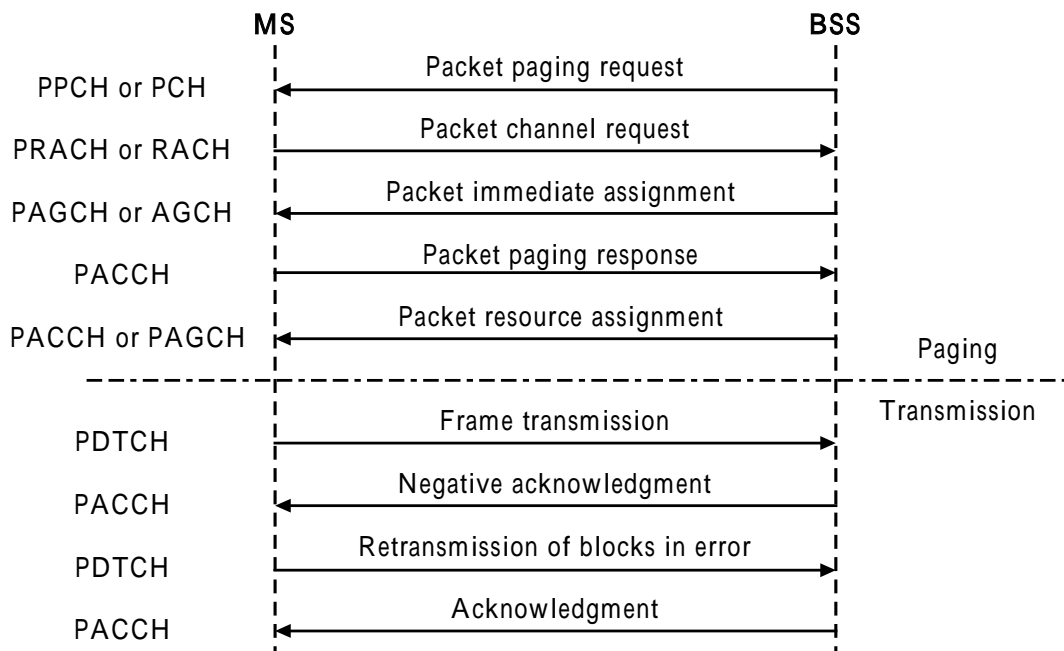 MS BSS
Packet paging request
PPCH or PCH
Packet channel request
PRACH or RACH
Packet immediate assignment
PAGCH or AGCH
Packet paging response
PACCH
Packet resource assignment
PACCH or PAGCH
Paging
Transmission
Frame transmission
PDTCH
Negative acknowledgment
PACCH
Retransmission of blocks in error
PDTCH
Acknowledgment
PACCH